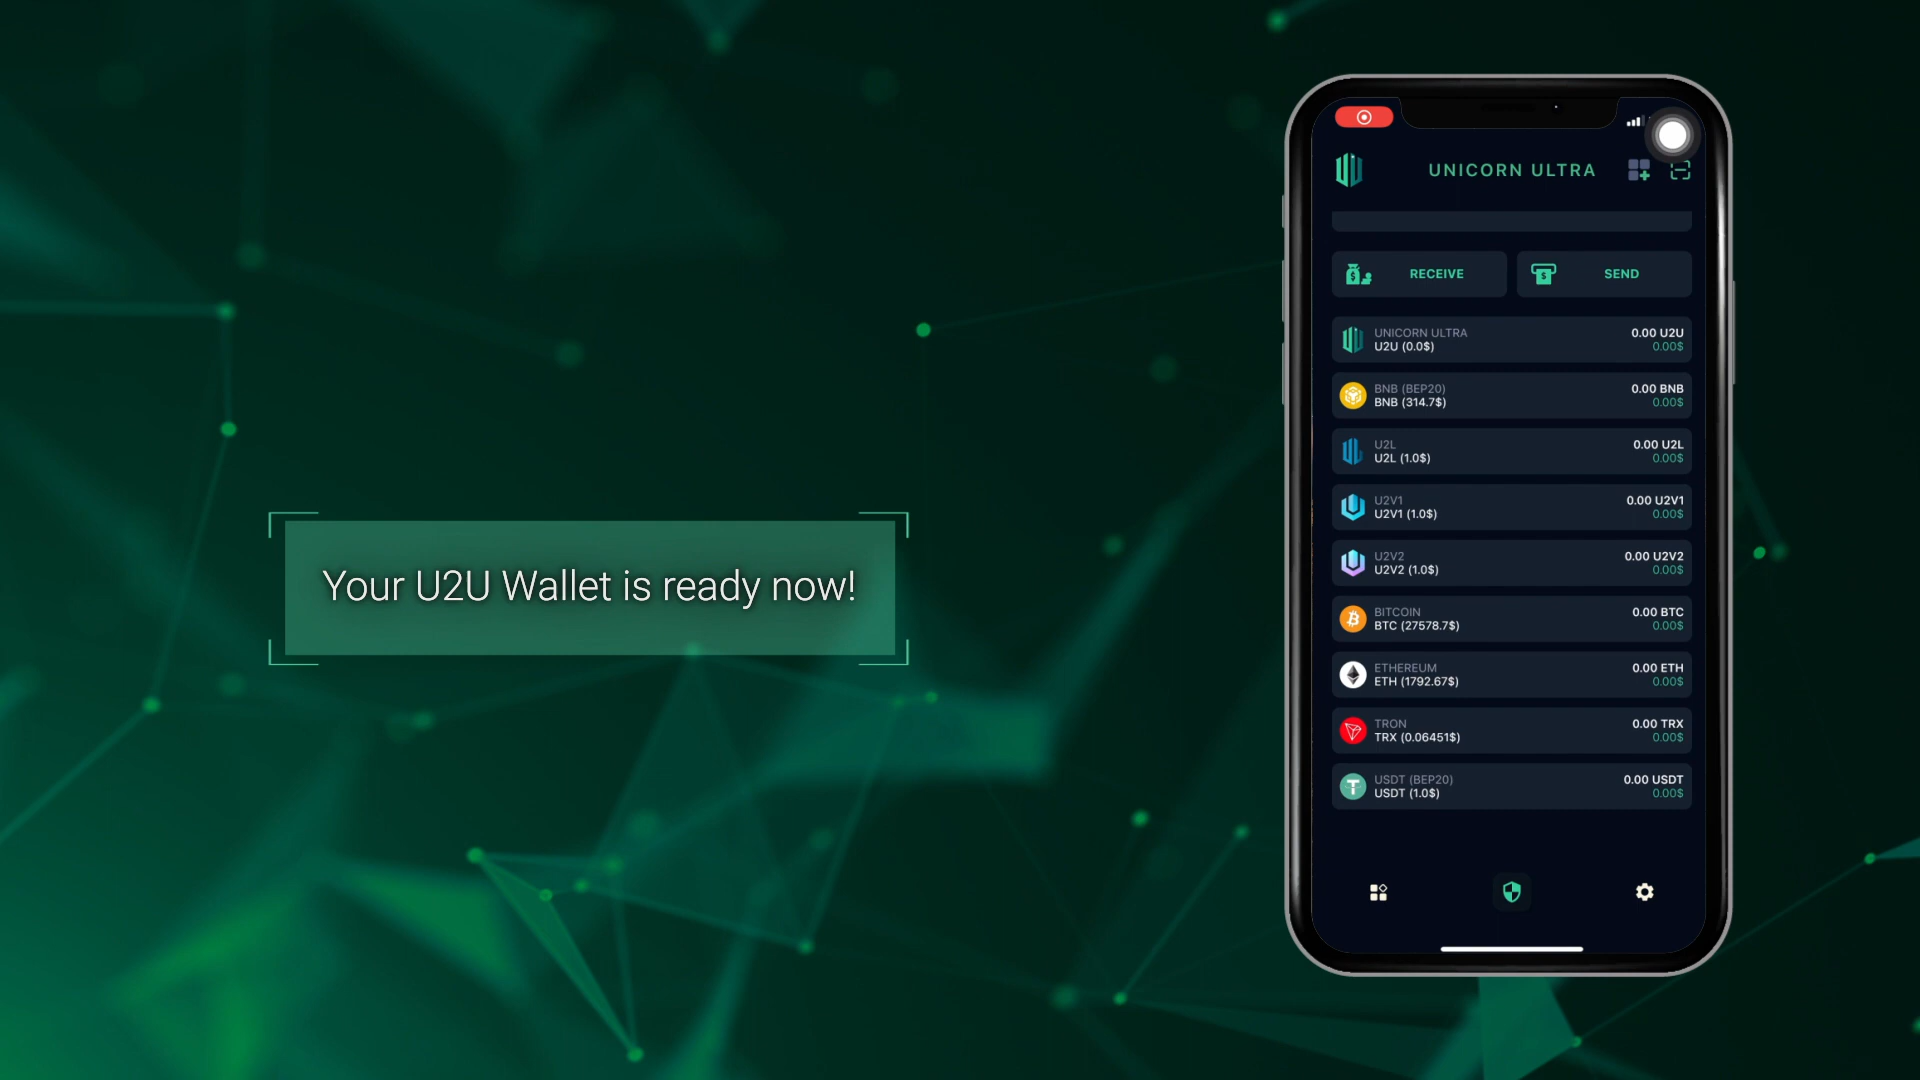 Your U2U Wallet is ready now!
UNICORN ULTRA
RECEIVE
SEND
UNICORN ULTRA
U2U (0.0$)
0.00 U2U
0.00$
BNB (BEP20)
BNB (314.7$)
0.00 BNB
0.00$
U2L
U2L (1.0$)
0.00 U2L
0.00$
U2V1
U2V1 (1.0$)
0.00 U2V1
0.00$
U2V2
U2V2 (1.0$)
0.00 U2V2
0.00$
BITCOIN
BTC (27578.7$)
0.00 BTC
0.00$
ETHEREUM
ETH (1792.67$)
0.00 ETH
0.00$
TRON
TRX (0.06451$)
0.00 TRX
0.00$
USDT (BEP20)
USDT (1.0$)
0.00 USDT
0.00$